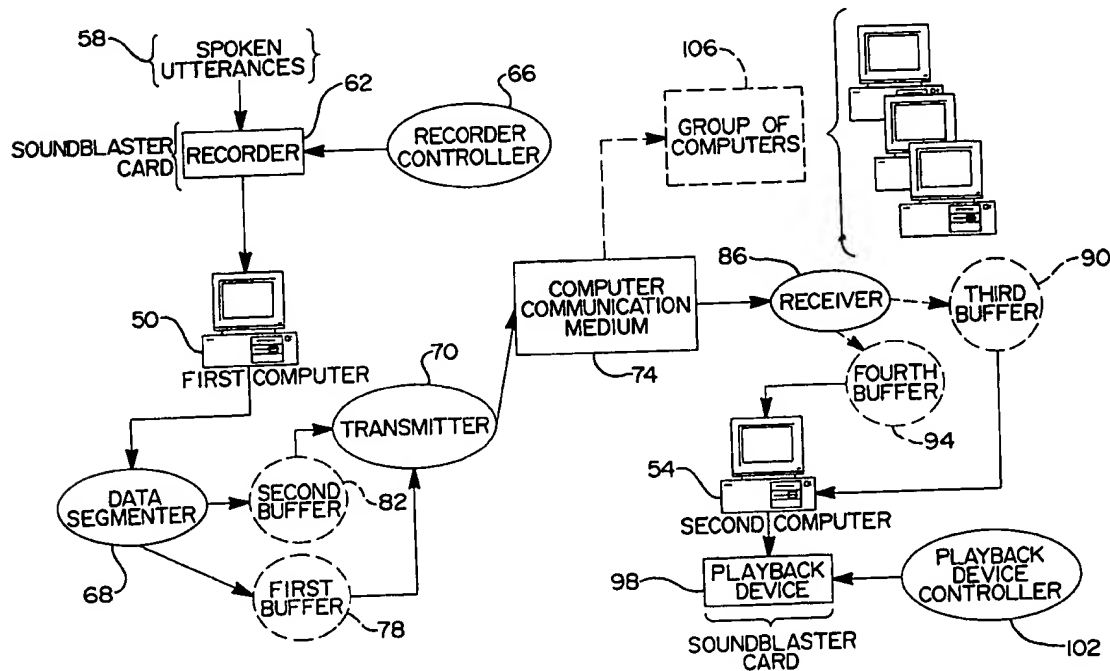 58
SPOKEN
UTTERANCES
62
66
SOUNDBLASTER
CARD
RECORDER
RECORDER
CONTROLLER
106
GROUP OF
COMPUTERS
50
FIRST COMPUTER
70
TRANSMITTER
COMPUTER
COMMUNICATION
MEDIUM
74
86
RECEIVER
90
THIRD
BUFFER
FOURTH
BUFFER
94
DATA
SEGMENTER
68
SECOND
BUFFER
82
FIRST
BUFFER
78
54
SECOND COMPUTER
98
PLAYBACK
DEVICE
SOUNDBLASTER
CARD
PLAYBACK
DEVICE
CONTROLLER
102